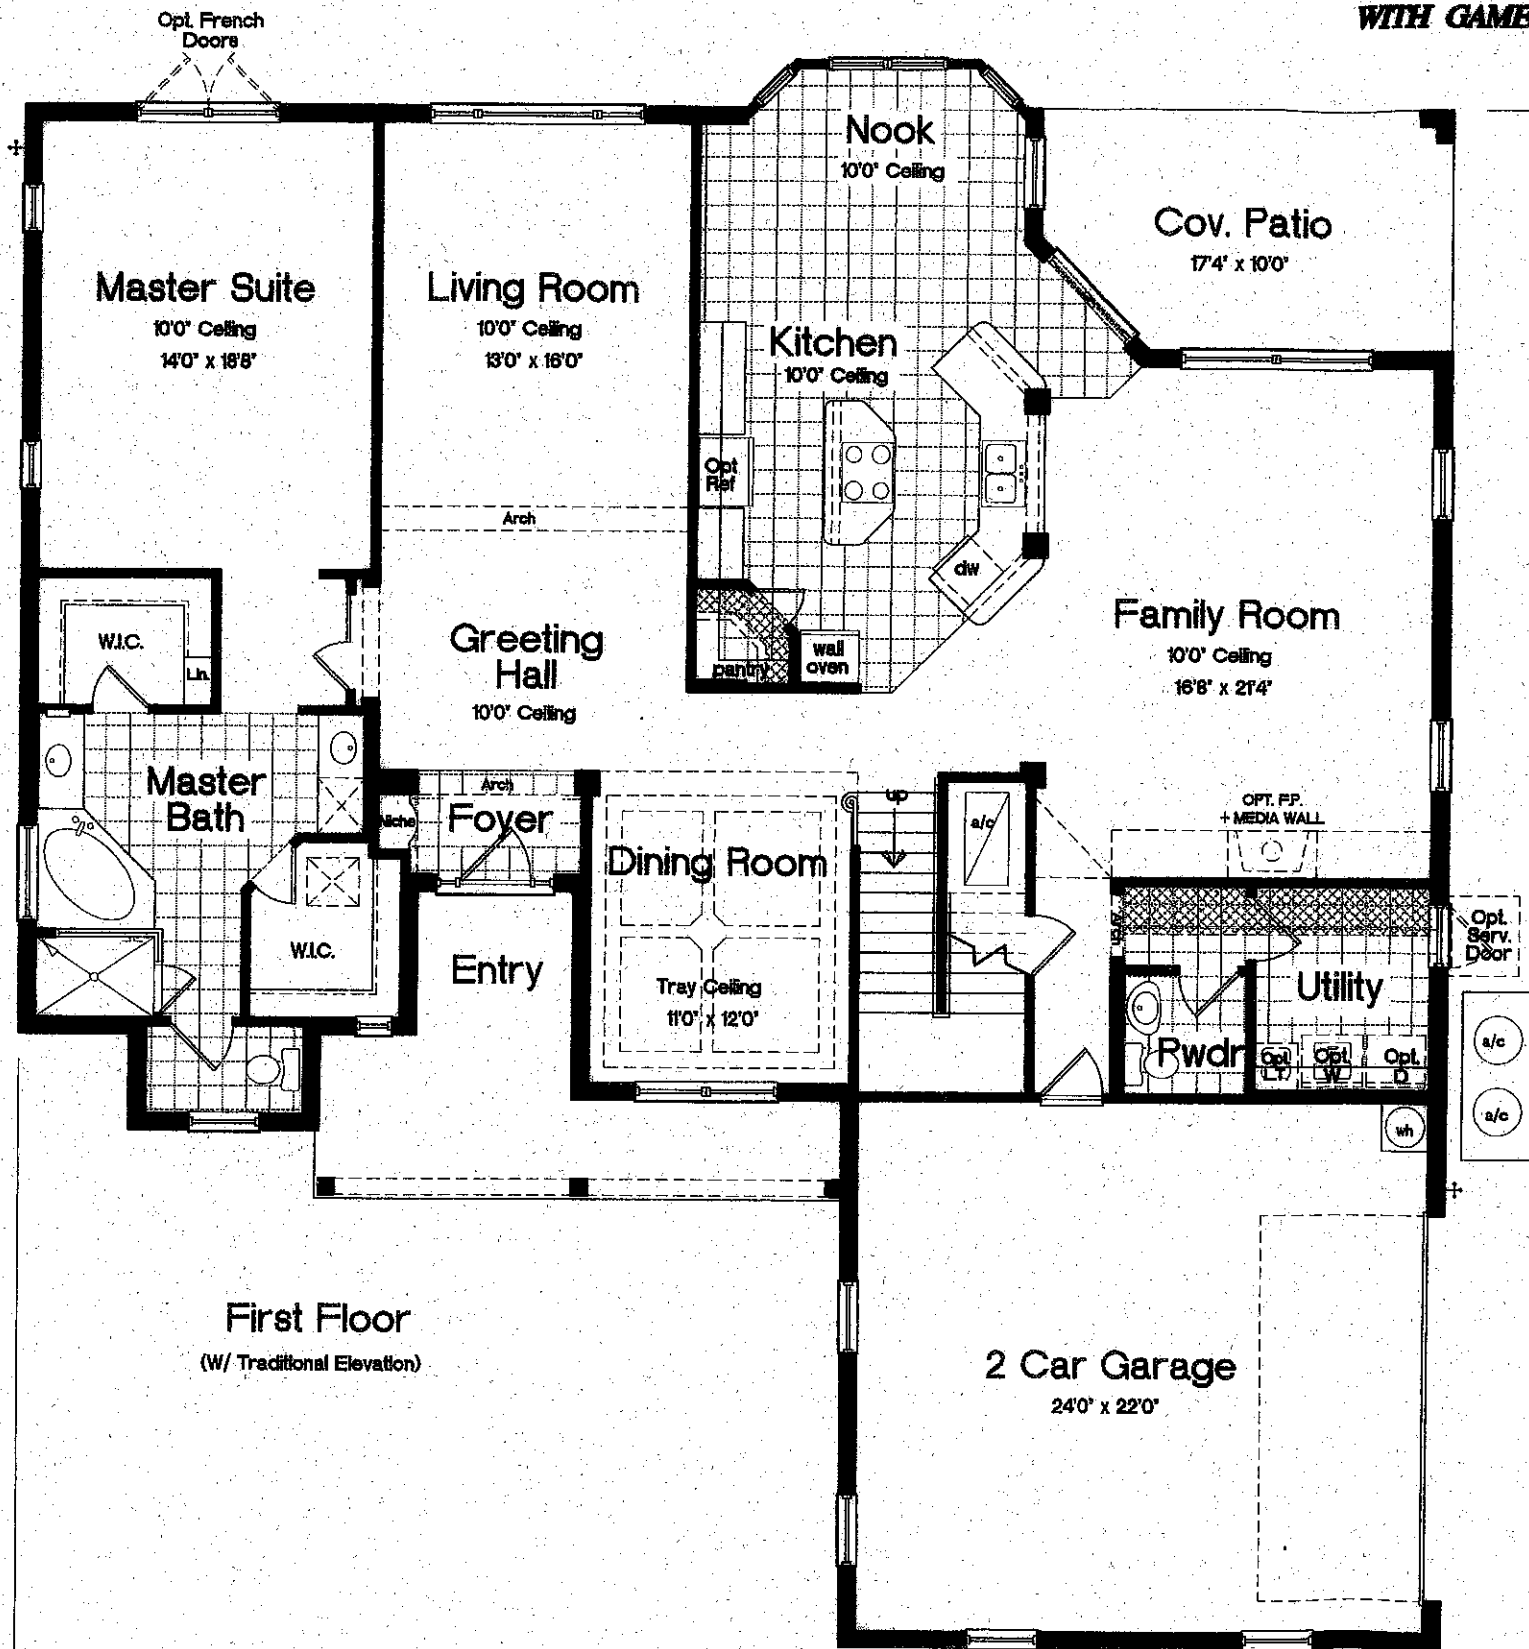 WITH GAME
Opt. French
Doors
Nook
10'0" Ceiling
Cov. Patio
17'4" x 10'0"
Master Suite
10'0" Ceiling
14'0" x 18'8"
Living Room
10'0" Ceiling
13'0" x 16'0"
Kitchen
10'0" Ceiling
Opt
Ref
Arch
dw
W.I.C.
Lin.
Greeting
Hall
10'0" Ceiling
pantry
wall
oven
Family Room
10'0" Ceiling
16'8" x 21'4"
Master
Bath
Arch
Niche
Foyer
up
a/c
OPT. F.P.
+ MEDIA WALL
Dining Room
Tray Ceiling
11'0" x 12'0"
W.I.C.
Entry
Arch
Utility
Opt.
Serv.
Door
Pwdr
Opt.
LT
Opt.
W
Opt.
D
a/c
a/c
wh
First Floor
(W/ Traditional Elevation)
2 Car Garage
24'0" x 22'0"